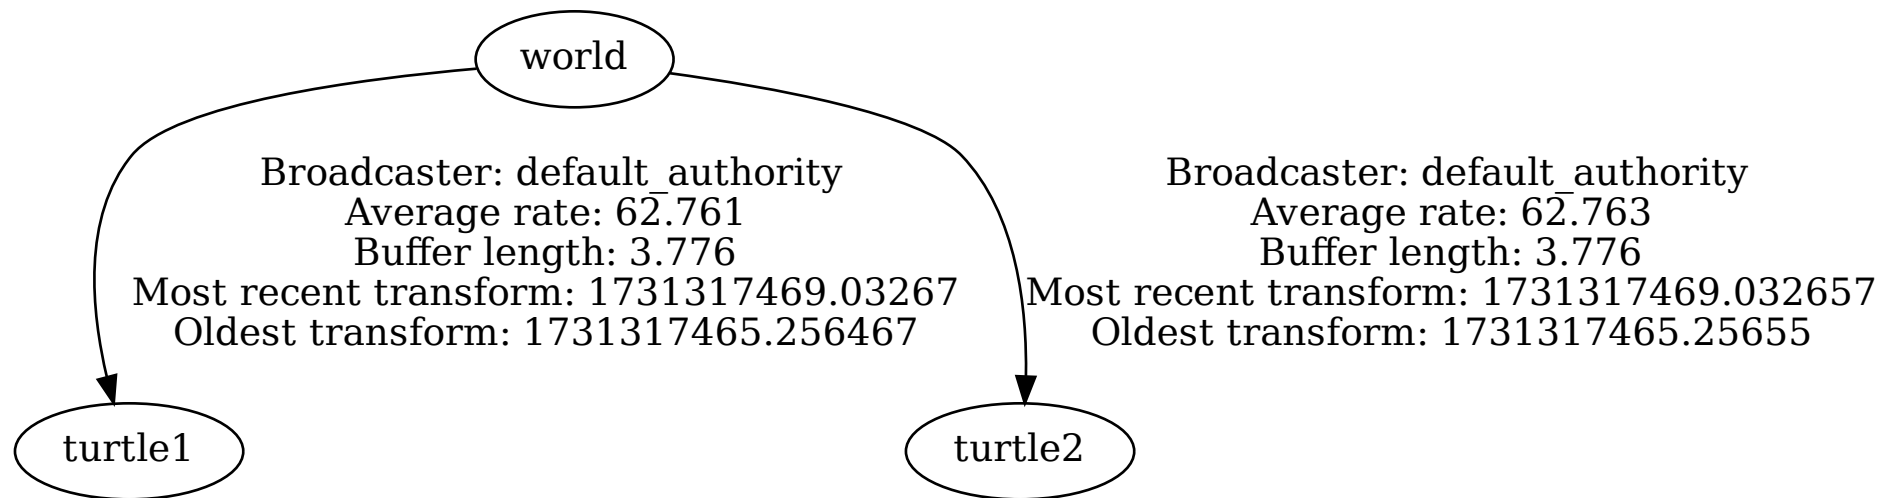 world
Broadcaster: default_authority
Average rate: 62.761
Buffer length: 3.776
Most recent transform: 1731317469.03267
Oldest transform: 1731317465.256467
Broadcaster: default_authority
Average rate: 62.763
Buffer length: 3.776
Most recent transform: 1731317469.032657
Oldest transform: 1731317465.25655
turtle1
turtle2